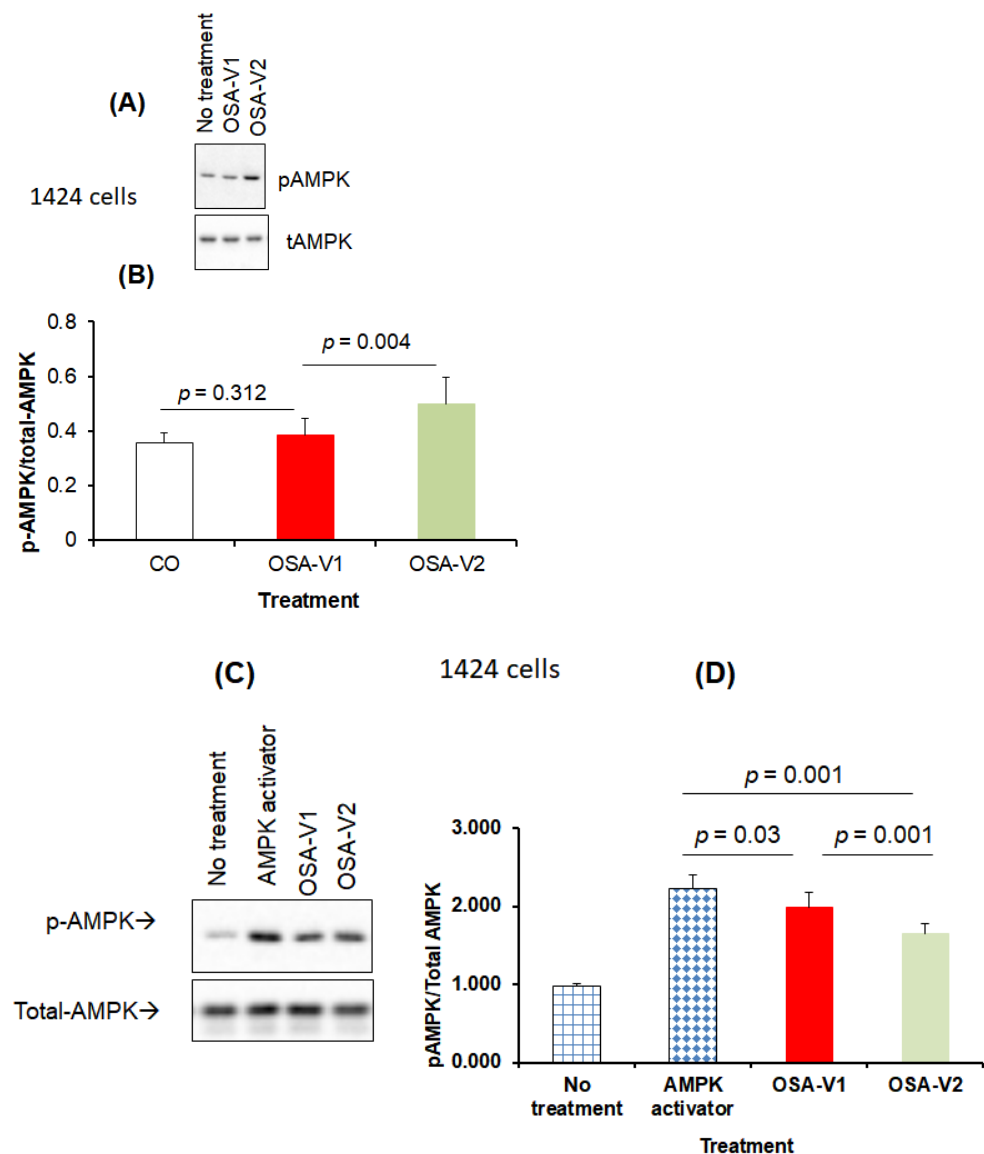 (A)
No treatment
OSA-V1
OSA-V2
pAMPK
1424 cells
tAMPK
(B)
p-AMPK/total-AMPK
0.8
0.6
0.4
0.2
0
p = 0.004
p = 0.312
CO
OSA-V1
OSA-V2
Treatment
(C)
1424 cells
(D)
No treatment
AMPK activator
OSA-V1
OSA-V2
p-AMPK→
Total-AMPK→
pAMPK/Total AMPK
3.000
2.000
1.000
0.000
p = 0.001
p = 0.03
p = 0.001
No
treatment
AMPK
activator
OSA-V1
OSA-V2
Treatment